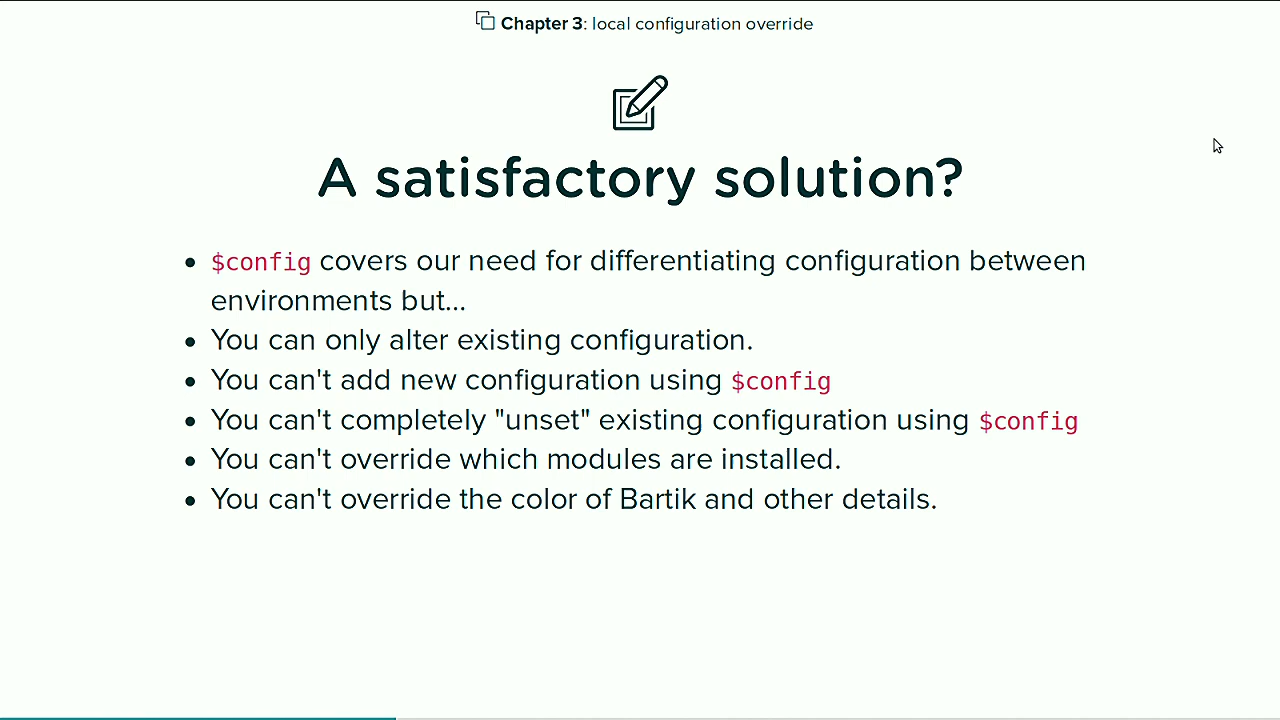 Chapter 3: local configuration override
A satisfactory solution?
$config covers our need for differentiating configuration between
environments but...
You can only alter existing configuration.
You can't add new configuration using $config
You can't completely "unset" existing configuration using $config
You can't override which modules are installed.
You can't override the color of Bartik and other details.